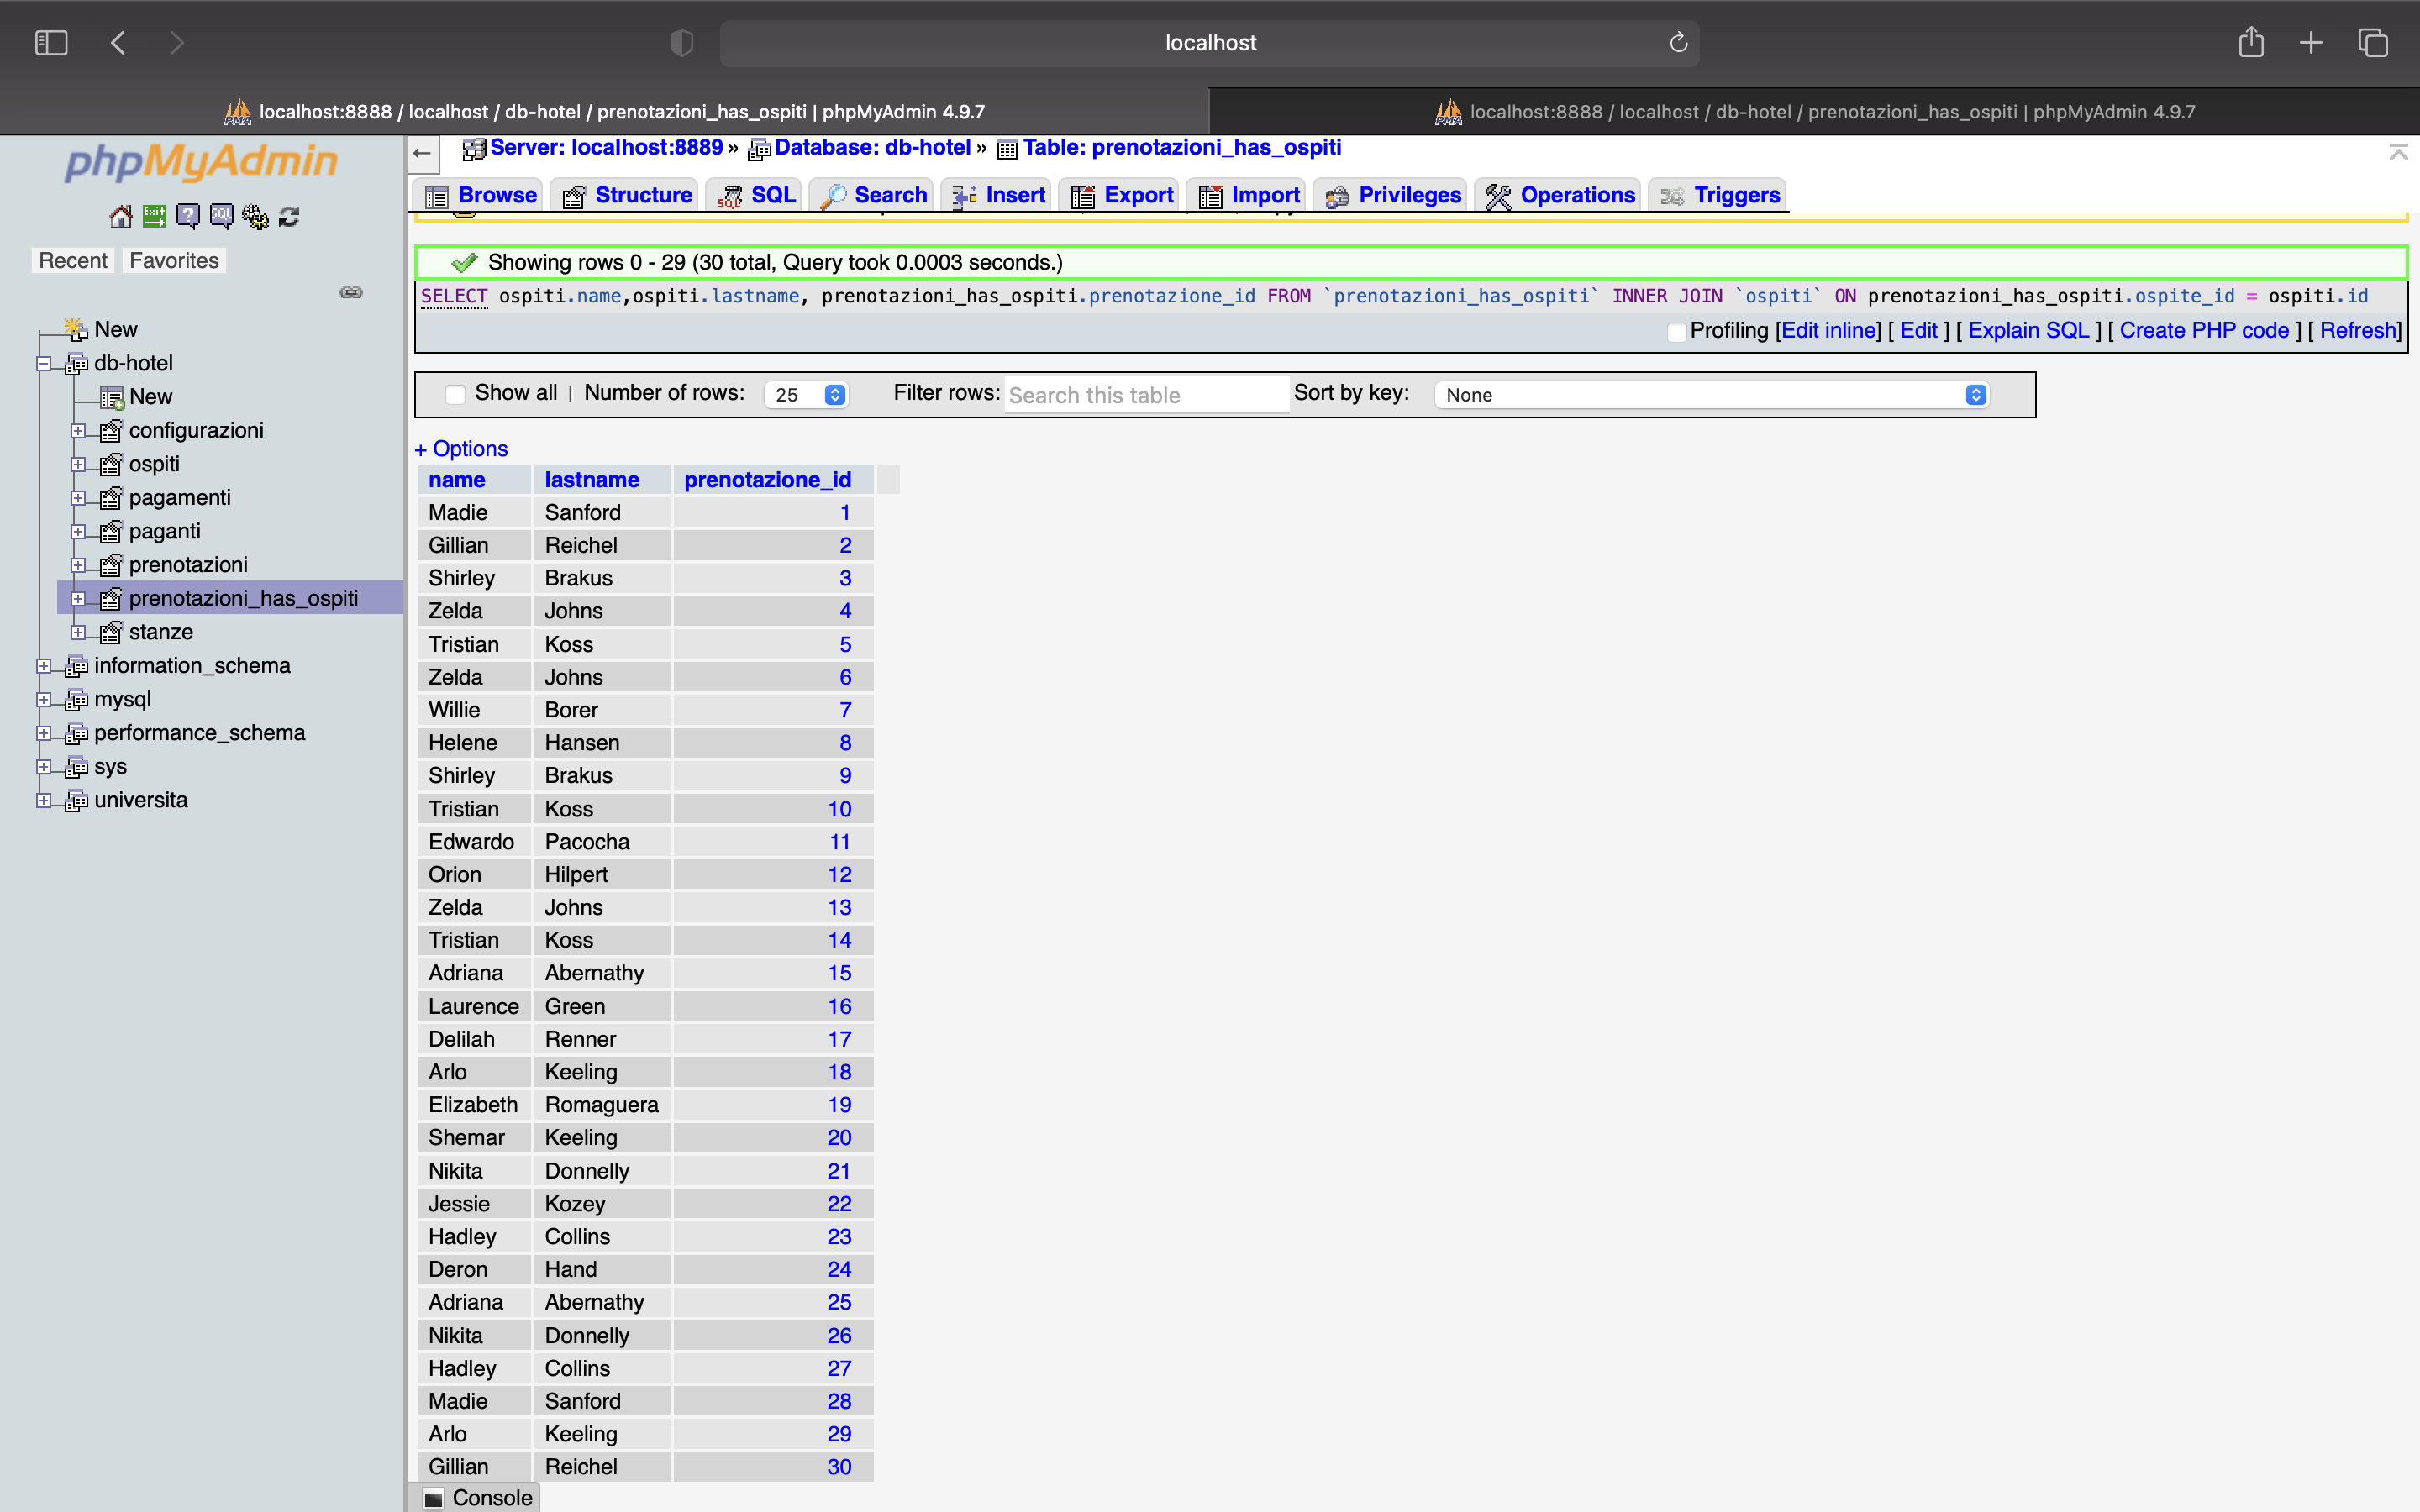 localhost
localhost:8888 / localhost / db-hotel / prenotazioni_has_ospiti | phpMyAdmin 4.9.7
localhost:8888 / localhost / db-hotel / prenotazioni_has_ospiti | phpMyAdmin 4.9.7
phpMyAdmin
Recent Favorites
New
db-hotel
New
configurazioni
ospiti
pagamenti
paganti
prenotazioni
prenotazioni_has_ospiti
stanze
information_schema
mysql
performance_schema
sys
universita
Server: localhost:8889 » Database: db-hotel » Table: prenotazioni_has_ospiti
Browse Structure SQL Search Insert Export Import Privileges Operations Triggers
Showing rows 0 - 29 (30 total, Query took 0.0003 seconds.)
SELECT ospiti.name,ospiti.lastname, prenotazioni_has_ospiti.prenotazione_id FROM `prenotazioni_has_ospiti` INNER JOIN `ospiti` ON prenotazioni_has_ospiti.ospite_id = ospiti.id
Profiling [Edit inline] [ Edit ] [ Explain SQL ] [ Create PHP code ] [ Refresh]
Show all | Number of rows: 25 Filter rows: Search this table Sort by key: None
+ Options
name lastname prenotazione_id
Madie Sanford 1
Gillian Reichel 2
Shirley Brakus 3
Zelda Johns 4
Tristian Koss 5
Zelda Johns 6
Willie Borer 7
Helene Hansen 8
Shirley Brakus 9
Tristian Koss 10
Edwardo Pacocha 11
Orion Hilpert 12
Zelda Johns 13
Tristian Koss 14
Adriana Abernathy 15
Laurence Green 16
Delilah Renner 17
Arlo Keeling 18
Elizabeth Romaguera 19
Shemar Keeling 20
Nikita Donnelly 21
Jessie Kozey 22
Hadley Collins 23
Deron Hand 24
Adriana Abernathy 25
Nikita Donnelly 26
Hadley Collins 27
Madie Sanford 28
Arlo Keeling 29
Gillian Reichel 30
Console